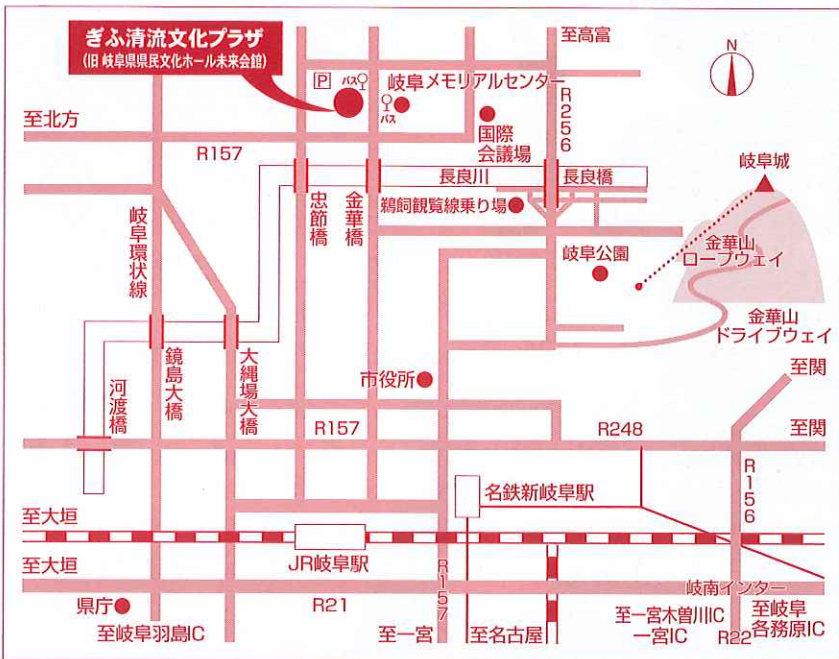 ぎふ清流文化プラザ
(旧 岐阜県県民文化ホール未来会館)
至高富
N
P
バス
バス
岐阜メモリアルセンター
R256
至北方
国際
会議場
R157
岐阜城
長良川
長良橋
忠節橋
金華橋
鵜飼観覧線乗り場
岐阜環状線
岐阜公園
金華山
ロープウェイ
金華山
ドライブウェイ
鏡島大橋
大縄場大橋
河渡橋
市役所
至関
R157
R248
至関
R156
名鉄新岐阜駅
至大垣
JR岐阜駅
至大垣
R157
岐南インター
県庁
R21
至岐阜羽島IC
至一宮
至名古屋
至一宮木曽川IC
一宮IC
R22
至岐阜
各務原IC